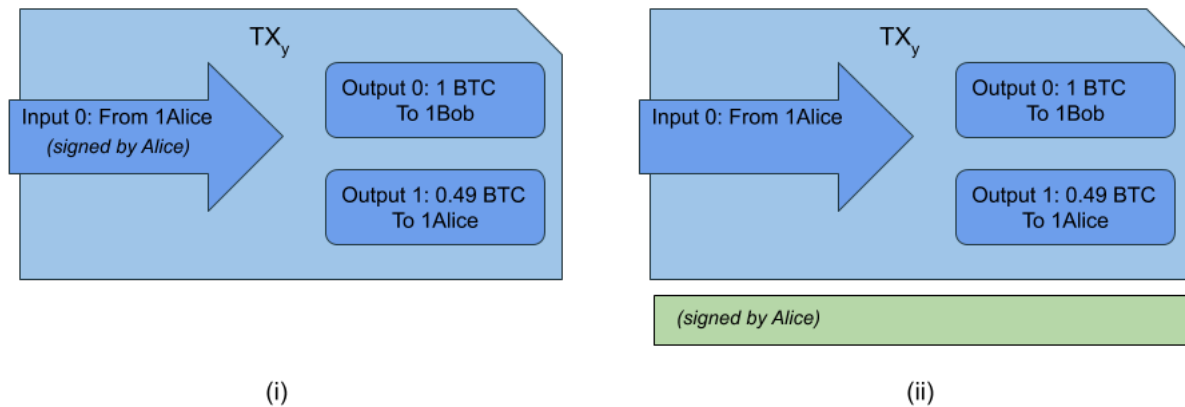 TXy
Input 0: From 1Alice
(signed by Alice)
Output 0: 1 BTC
To 1Bob
Output 1: 0.49 BTC
To 1Alice
(i)
TXy
Input 0: From 1Alice
Output 0: 1 BTC
To 1Bob
Output 1: 0.49 BTC
To 1Alice
(signed by Alice)
(ii)